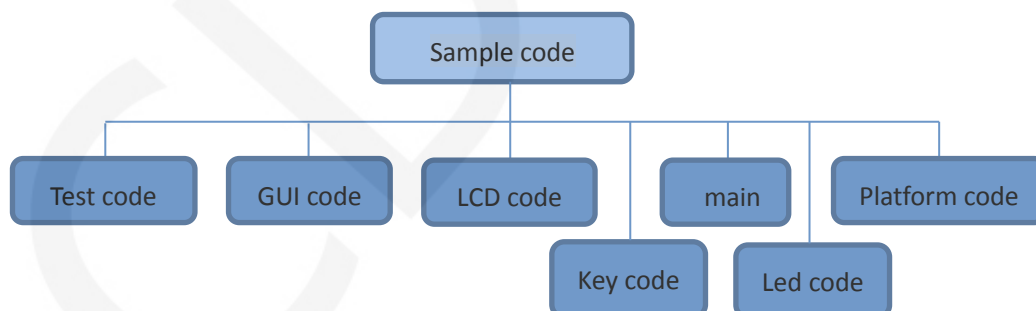 Sample code
Test code
GUI code
LCD code
main
Platform code
Key code
Led code